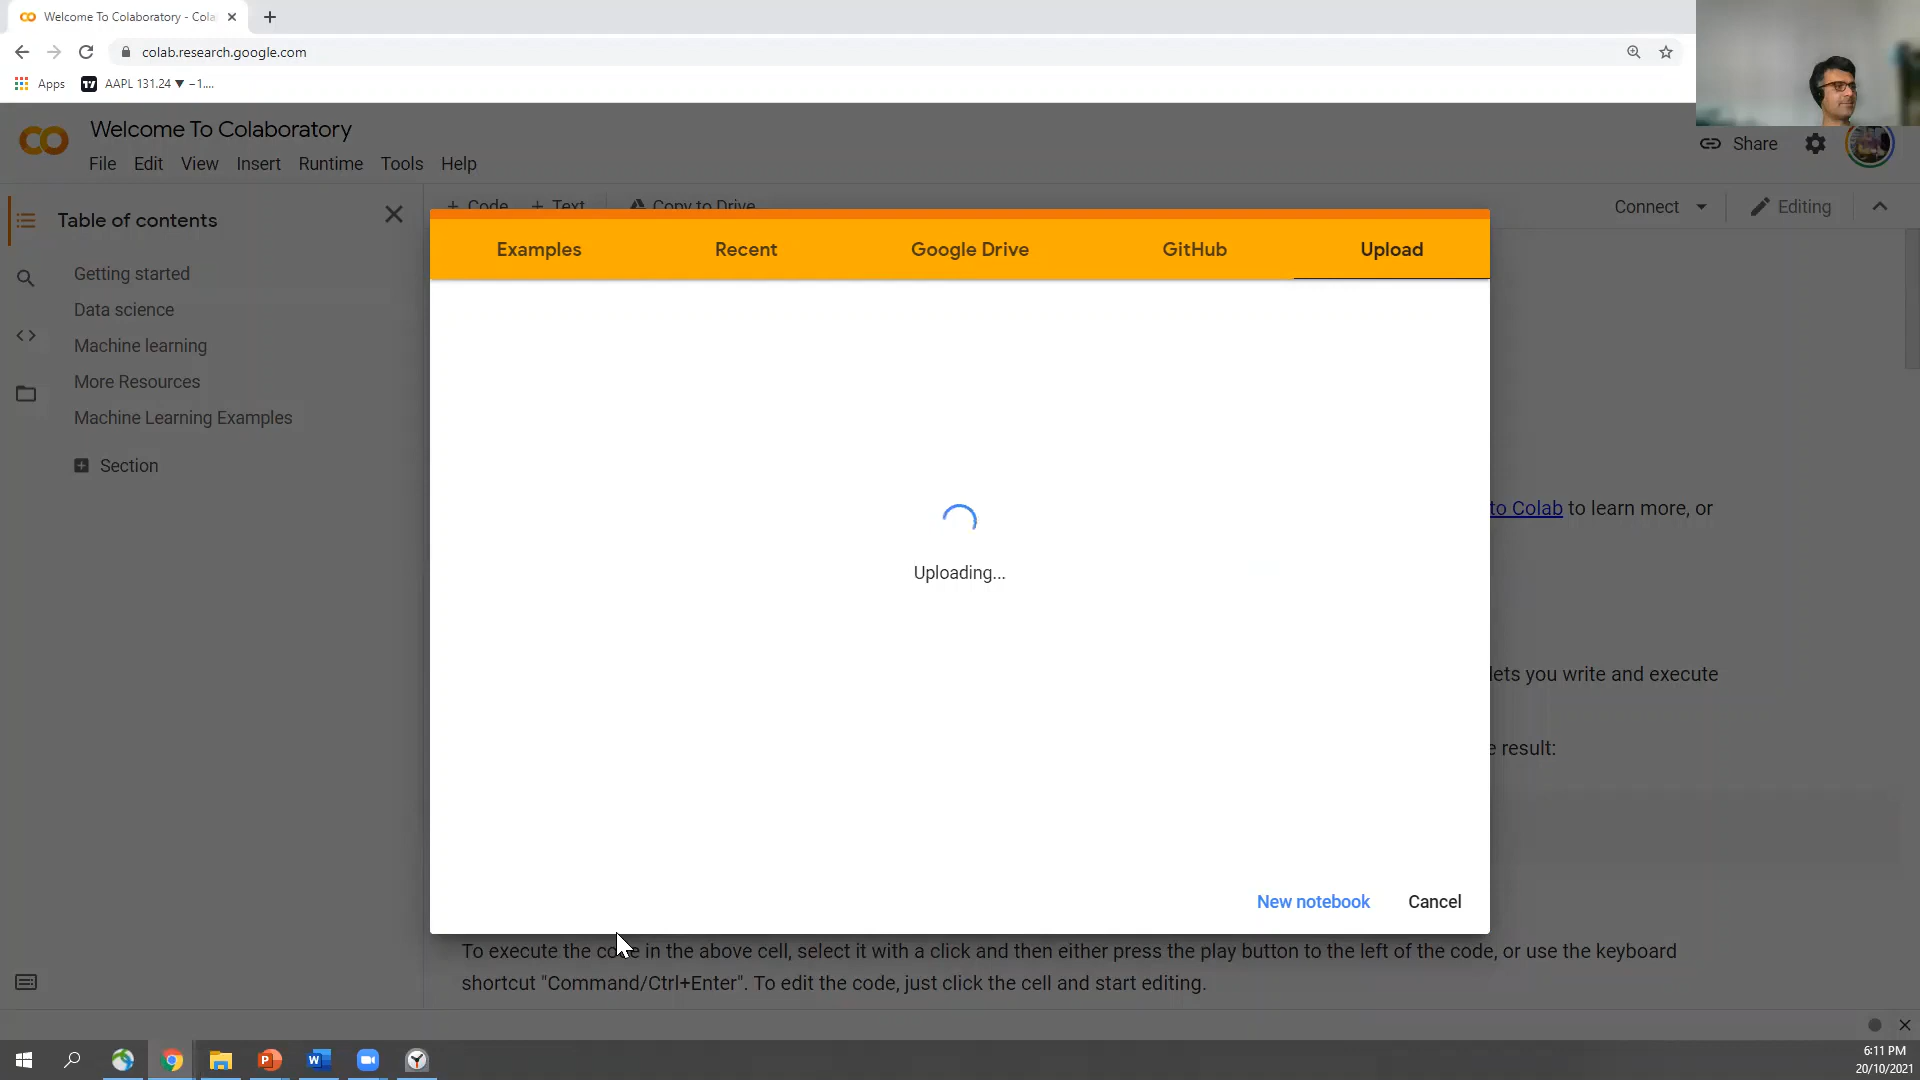 Welcome To Colaboratory - Cola
colab.research.google.com
Apps
AAPL 131.24 ▼ −1....
Welcome To Colaboratory
File Edit View Insert Runtime Tools Help
Share
+ Code + Text Copy to Drive
Connect
Editing
Table of contents
Getting started
Data science
Machine learning
More Resources
Machine Learning Examples
Section
Examples Recent Google Drive GitHub Upload
to Colab to learn more, or
Uploading...
lets you write and execute
e result:
New notebook Cancel
To execute the code in the above cell, select it with a click and then either press the play button to the left of the code, or use the keyboard
shortcut "Command/Ctrl+Enter". To edit the code, just click the cell and start editing.
6:11 PM
20/10/2021